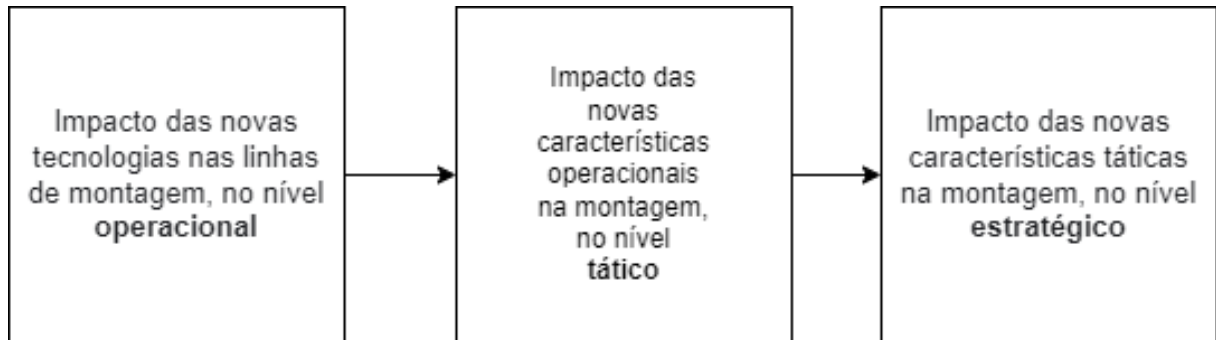 Impacto das novas
tecnologias nas linhas
de montagem, no nível
operacional
Impacto das
novas
características
operacionais
na montagem,
no nível
tático
Impacto das novas
características táticas
na montagem, no nível
estratégico